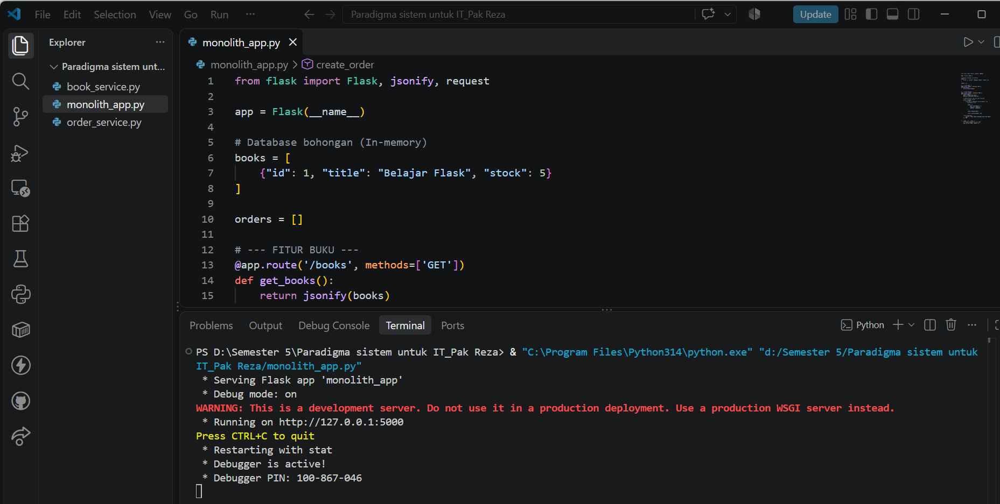 File Edit Selection View Go Run ··· Paradigma sistem untuk IT_Pak Reza Update
Explorer ···
Paradigma sistem unt...
book_service.py
monolith_app.py
order_service.py
monolith_app.py
monolith_app.py > create_order
1 from flask import Flask, jsonify, request
2
3 app = Flask(__name__)
4
5 # Database bohongan (In-memory)
6 books = [
7     {"id": 1, "title": "Belajar Flask", "stock": 5}
8 ]
9
10 orders = []
11
12 # --- FITUR BUKU ---
13 @app.route('/books', methods=['GET'])
14 def get_books():
15     return jsonify(books)
Problems Output Debug Console Terminal Ports Python
PS D:\Semester 5\Paradigma sistem untuk IT_Pak Reza> & "C:\Program Files\Python314\python.exe" "d:/Semester 5/Paradigma sistem untuk
IT_Pak Reza/monolith_app.py"
 * Serving Flask app 'monolith_app'
 * Debug mode: on
WARNING: This is a development server. Do not use it in a production deployment. Use a production WSGI server instead.
 * Running on http://127.0.0.1:5000
Press CTRL+C to quit
 * Restarting with stat
 * Debugger is active!
 * Debugger PIN: 100-867-046